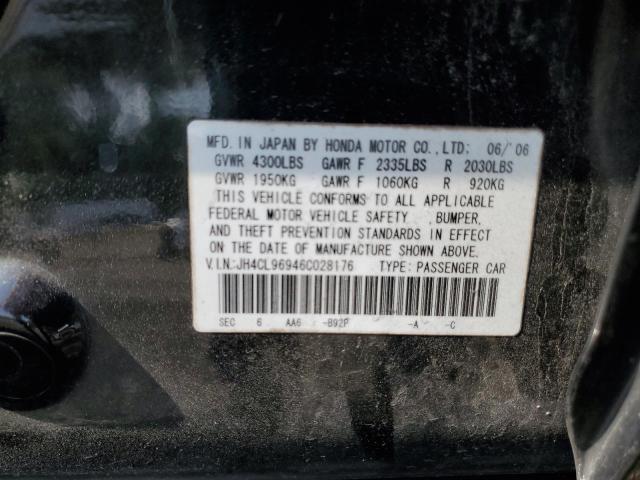 MFD. IN JAPAN BY HONDA MOTOR CO., LTD: 06/'06
GVWR 4300LBS GAWR F 2335LBS R 2030LBS
GVWR 1950KG GAWR F 1060KG R 920KG
THIS VEHICLE CONFORMS TO ALL APPLICABLE
FEDERAL MOTOR VEHICLE SAFETY ,BUMPER,
AND THEFT PREVENTION STANDARDS IN EFFECT
ON THE DATE OF MANUFACTURE SHOWN ABOVE.
V.I.N:JH4CL96946C028176 TYPE: PASSENGER CAR
SEC 6 AA6 -B92P -A -C